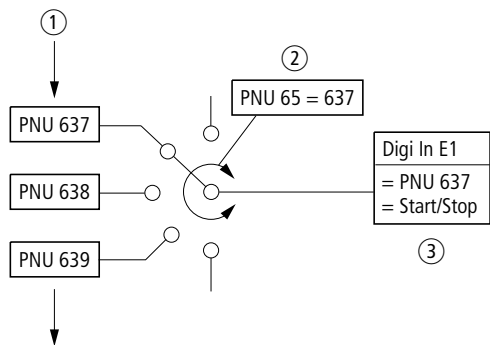 ①
②
PNU 65 = 637
PNU 637
Digi In E1
= PNU 637
= Start/Stop
PNU 638
③
PNU 639